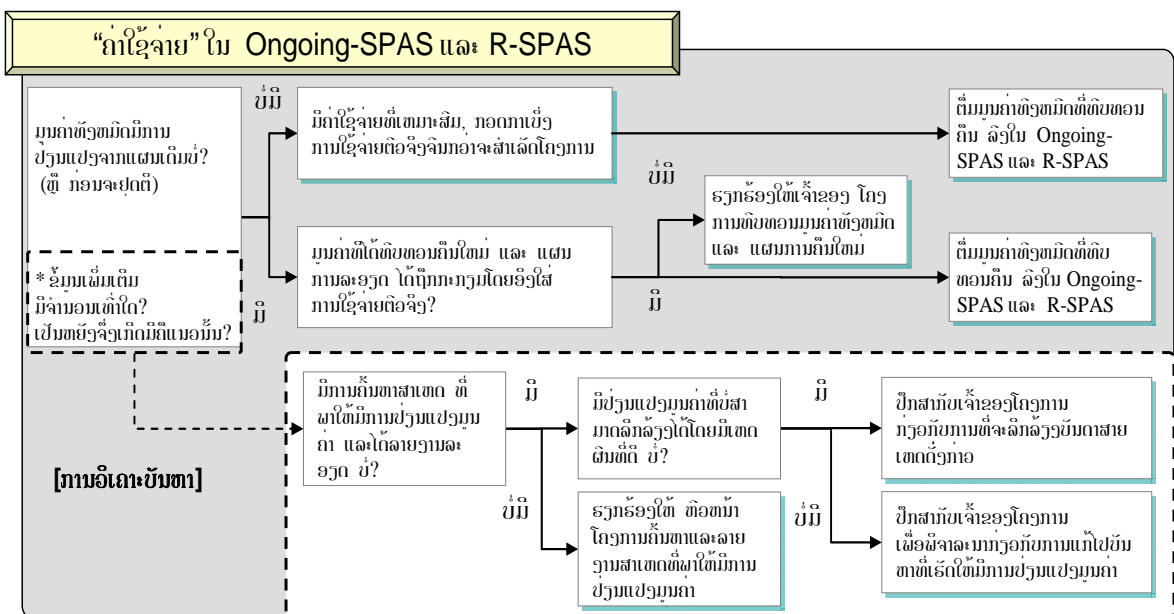 “ຄ່າໃຊ້ຈ່າຍ” ໃນ Ongoing-SPAS ແລະ R-SPAS
ມູນຄ່າທັງຫມົດມີການ
ປ່ຽນແປງຈາກແຜນເດີມບໍ່?
(ຫຼື ກ່ອນຈະຢຸດຕິ)
* ຂໍ້ມູນເພິ່ມເຕີມ
ມີຈຳນອນເທົ່າໃດ?
ເປັນຫຍັງຈຶ່ງເກີດມີຄືແນອນັ້ນ?
ບໍ່ມີ
ມີຄ່າໃຊ້ຈ່າຍທີ່ເຫມາະສົມ, ກອດກາເບິ່ງ
ການໃຊ້ຈ່າຍຕົວຈິງຈົນກວ່າຈະສຳເລັດໂຄງການ
ຕື່ມມູນຄ່າທັງຫມົດທີ່ທົບທອນ
ຄືນ ລົງໃນ Ongoing-
SPAS ແລະ R-SPAS
ມີ
ມູນຄ່າທີ່ໄດ້ທົບທອນຄືນໃຫມ່ ແລະ ແຜນ
ການລະອຽດ ໄດ້ຖືກກະກຽມໂດຍອິງໃສ່
ການໃຊ້ຈ່າຍຕົວຈິງ?
ບໍ່ມີ
ຮຽກຮ້ອງໃຫ້ເຈົ້າຂອງ ໂຄງ
ການທົບທອນມູນຄ່າທັງຫມົດ
ແລະ ແຜນການຄືນໃຫມ່
ມີ
ຕື່ມມູນຄ່າທັງຫມົດທີ່ທົບ
ທອນຄືນ ລົງໃນ Ongoing-
SPAS ແລະ R-SPAS
[ການວິເຄາະບັນຫາ]
ມີການຄົ້ນຫາສາເຫດ ທີ່
ພາໃຫ້ມີການປ່ຽນແປງມູນ
ຄ່າ ແລະໄດ້ລາຍງານລະ
ອຽດ ບໍ່?
ມີ
ມີປ່ຽນແປງມູນຄ່າທີ່ບໍ່ສາ
ມາດລົກລ້ຽງໄດ້ໂດຍມີເຫດ
ຜົນທີ່ດີ ບໍ່?
ມີ
ປຶກສາກັບເຈົ້າຂອງໂຄງການ
ກ່ຽວກັບການທີ່ຈະລົກລ້ຽງບັນດາສາຍ
ເຫດດັ່ງກ່າວ
ບໍ່ມີ
ຮຽກຮ້ອງໃຫ້ ຫົວຫນ້າ
ໂຄງການຄົ້ນຫາແລະລາຍ
ງານສາເຫດທີ່ພາໃຫ້ມີການ
ປ່ຽນແປງມູນຄ່າ
ບໍ່ມີ
ປຶກສາກັບເຈົ້າຂອງໂຄງການ
ເພື່ອພິຈາລະນາກ່ຽວກັບການແກ້ໄປບັນ
ຫາທີ່ເຮັດໃຫ້ມີການປ່ຽນແປງມູນຄ່າ